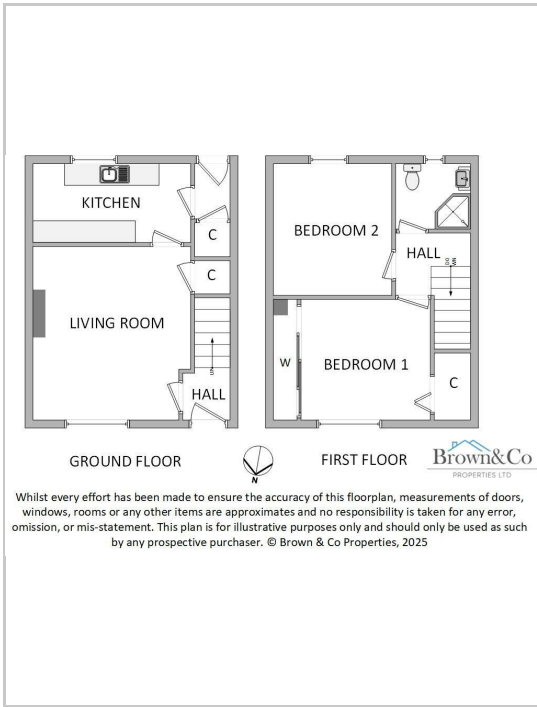 KITCHEN
C
C
LIVING ROOM
HALL
BEDROOM 2
HALL
W
BEDROOM 1
C
GROUND FLOOR
N
FIRST FLOOR
Brown&Co
PROPERTIES LTD
Whilst every effort has been made to ensure the accuracy of this floorplan, measurements of doors,
windows, rooms or any other items are approximates and no responsibility is taken for any error,
omission, or mis-statement. This plan is for illustrative purposes only and should only be used as such
by any prospective purchaser. © Brown & Co Properties, 2025